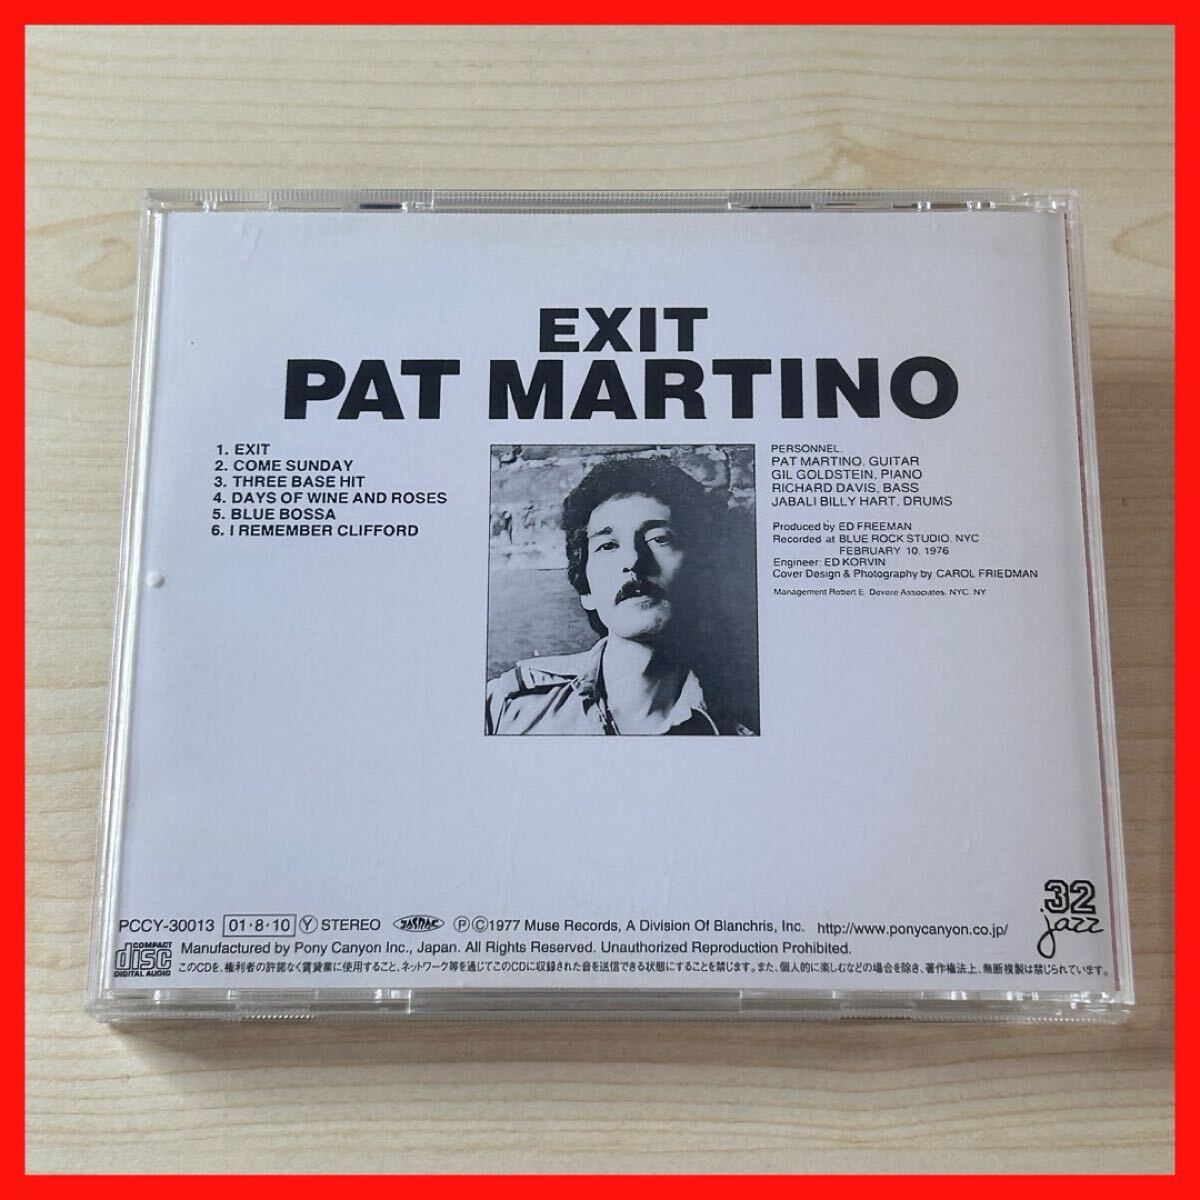 EXIT
PAT MARTINO
1. EXIT
2. COME SUNDAY
3. THREE BASE HIT
4. DAYS OF WINE AND ROSES
5. BLUE BOSSA
6. I REMEMBER CLIFFORD
PERSONNEL:
PAT MARTINO, GUITAR
GIL GOLDSTEIN, PIANO
RICHARD DAVIS, BASS
JABALI BILLY HART, DRUMS
Produced by ED FREEMAN
Recorded at BLUE ROCK STUDIO, NYC
FEBRUARY 10, 1976
Engineer: ED KORVIN
Cover Design & Photography by CAROL FRIEDMAN
Management Robert E. Devere Associates, NYC, NY
32
jazz
PCCY-30013 01・8・10 Ⓨ STEREO JASRAC ⓅⒸ1977 Muse Records, A Division Of Blanchris, Inc. http://www.ponycanyon.co.jp/
COMPACT
disc
DIGITAL AUDIO
Manufactured by Pony Canyon Inc., Japan. All Rights Reserved. Unauthorized Reproduction Prohibited.
このCDを、権利者の許諾なく賃貸業に使用すること、ネットワーク等を通じてこのCDに収録された音を送信できる状態にすることを禁じます。また、個人的に楽しむなどの場合を除き、著作権法上、無断複製は禁じられています。